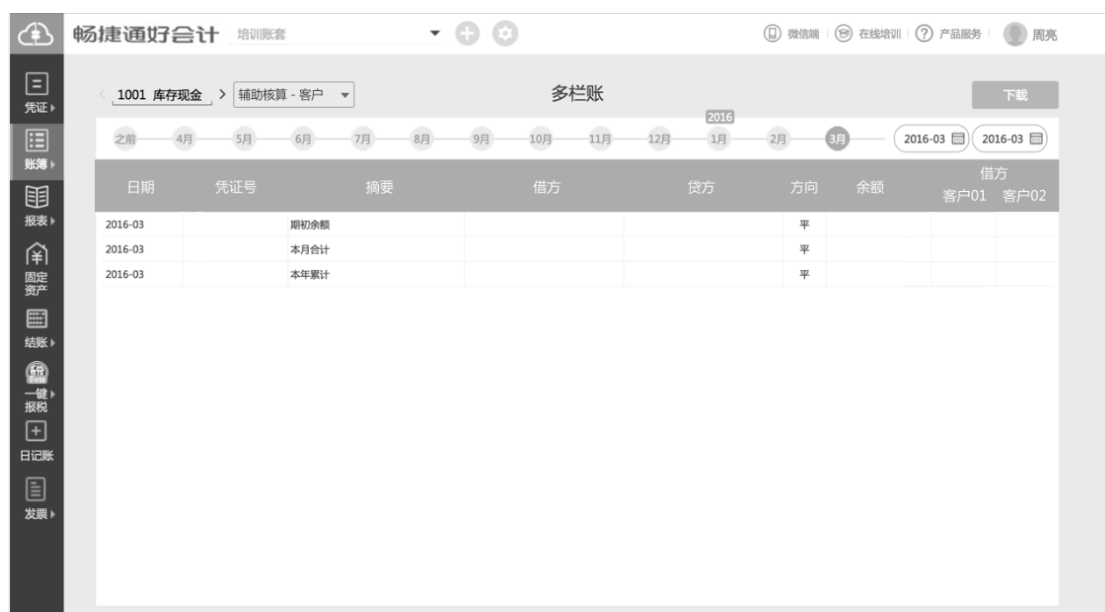 畅捷通好会计 培训账套 微信端 在线培训 产品服务 周亮
凭证
账簿
报表
固定
资产
结账
一键
报税
日记账
发票
1001 库存现金 辅助核算 - 客户 多栏账 下载
2016
之前 4月 5月 6月 7月 8月 9月 10月 11月 12月 1月 2月 3月 2016-03 2016-03
日期 凭证号 摘要 借方 贷方 方向 余额 借方
客户01 客户02
2016-03 期初余额 平
2016-03 本月合计 平
2016-03 本年累计 平